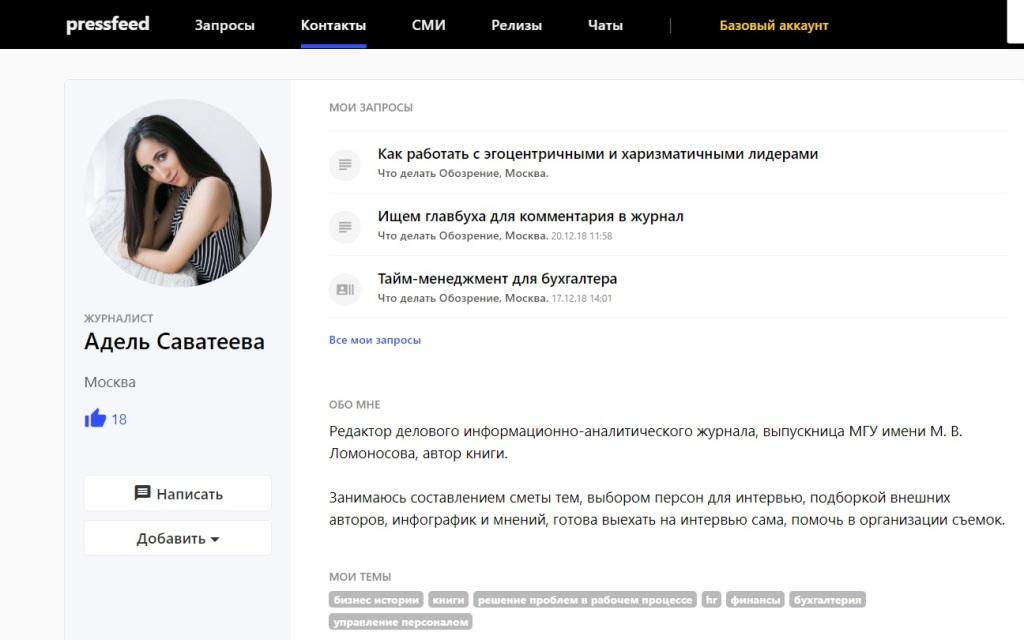 pressfeed Запросы Контакты СМИ Релизы Чаты Базовый аккаунт
ЖУРНАЛИСТ
Адель Саватеева
Москва
18
Написать
Добавить
МОИ ЗАПРОСЫ
Как работать с эгоцентричными и харизматичными лидерами
Что делать Обозрение, Москва.
Ищем главбуха для комментария в журнал
Что делать Обозрение, Москва. 20.12.18 11:58
Тайм-менеджмент для бухгалтера
Что делать Обозрение, Москва. 17.12.18 14:01
Все мои запросы
ОБО МНЕ
Редактор делового информационно-аналитического журнала, выпускница МГУ имени М. В.
Ломоносова, автор книги.
Занимаюсь составлением сметы тем, выбором персон для интервью, подборкой внешних
авторов, инфографик и мнений, готова выехать на интервью сама, помочь в организации съемок.
МОИ ТЕМЫ
бизнес истории книги решение проблем в рабочем процессе hr финансы бухгалтерия
управление персоналом